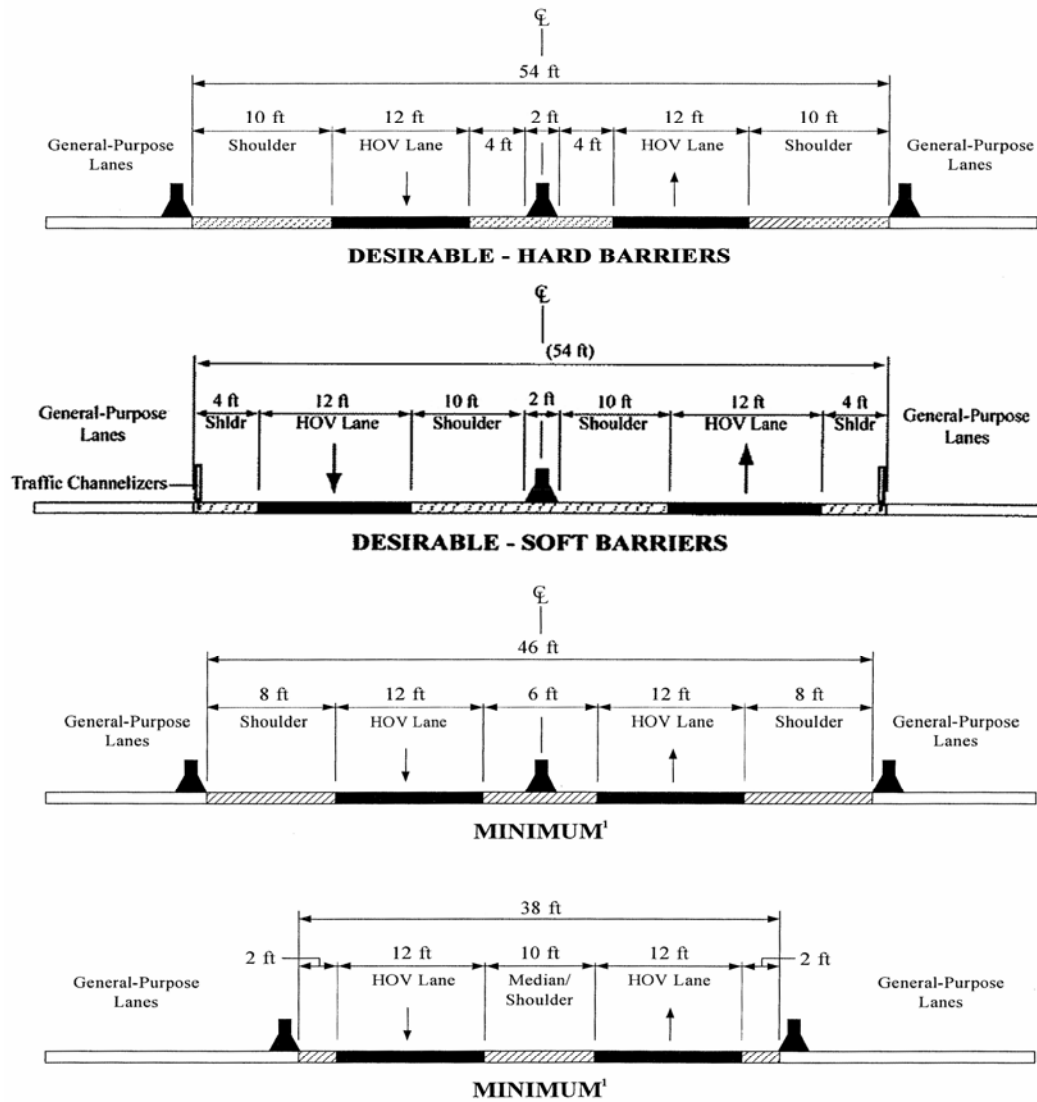 ℄
54 ft
10 ft 12 ft 2 ft 12 ft 10 ft
General-Purpose Lanes Shoulder HOV Lane 4 ft 4 ft HOV Lane Shoulder General-Purpose Lanes
DESIRABLE - HARD BARRIERS
℄
(54 ft)
4 ft 12 ft 10 ft 2 ft 10 ft 12 ft 4 ft
General-Purpose Lanes Shldr HOV Lane Shoulder Shoulder HOV Lane Shldr General-Purpose Lanes
Traffic Channelizers
DESIRABLE - SOFT BARRIERS
℄
46 ft
8 ft 12 ft 6 ft 12 ft 8 ft
General-Purpose Lanes Shoulder HOV Lane HOV Lane Shoulder General-Purpose Lanes
MINIMUM¹
38 ft
2 ft 12 ft 10 ft 12 ft 2 ft
General-Purpose Lanes HOV Lane Median/ Shoulder HOV Lane General-Purpose Lanes
MINIMUM¹